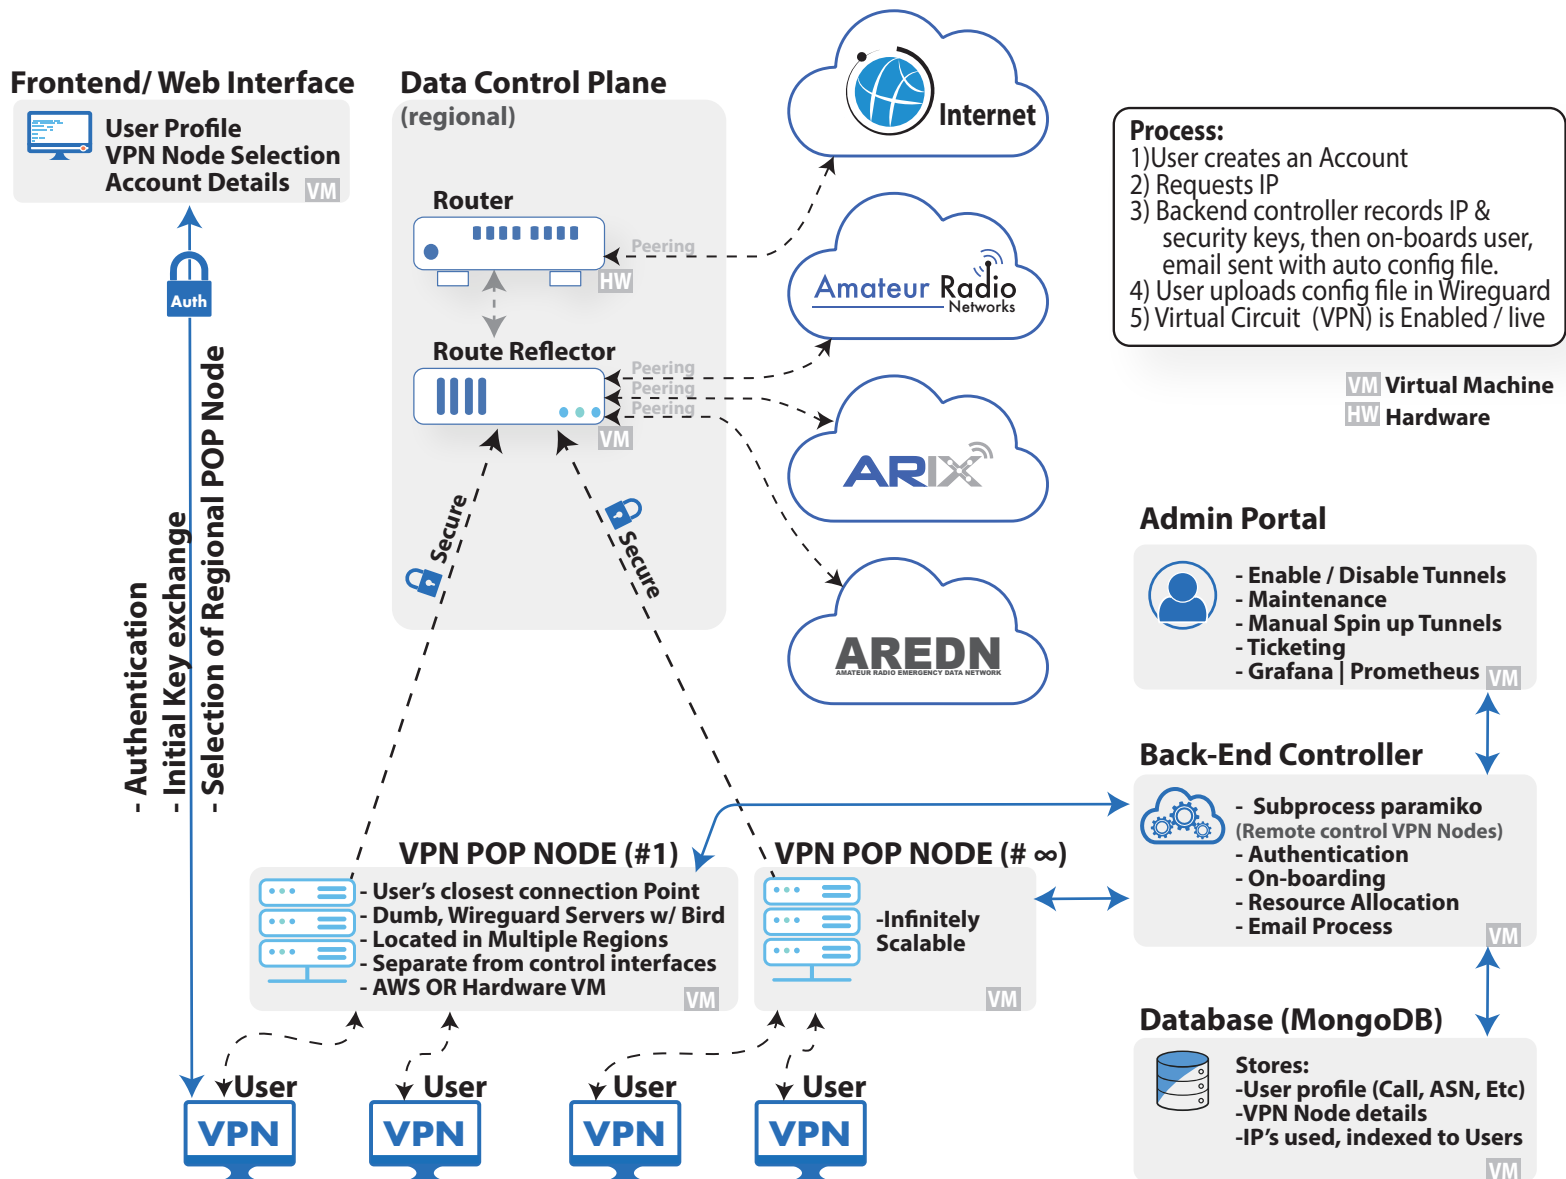 Frontend/ Web Interface
User Profile
VPN Node Selection
Account Details
VM
Auth
- Authentication
- Initial Key exchange
- Selection of Regional POP Node
Data Control Plane
(regional)
Router
Peering
HW
Route Reflector
Peering
Peering
Peering
VM
Secure
Secure
Internet
Amateur Radio
Networks
ARIX
AREDN
AMATEUR RADIO EMERGENCY DATA NETWORK
Process:
1)User creates an Account
2) Requests IP
3) Backend controller records IP &
security keys, then on-boards user,
email sent with auto config file.
4) User uploads config file in Wireguard
5) Virtual Circuit (VPN) is Enabled / live
VM Virtual Machine
HW Hardware
Admin Portal
- Enable / Disable Tunnels
- Maintenance
- Manual Spin up Tunnels
- Ticketing
- Grafana | Prometheus
VM
Back-End Controller
- Subprocess paramiko
(Remote control VPN Nodes)
- Authentication
- On-boarding
- Resource Allocation
- Email Process
VM
VPN POP NODE (#1)
- User's closest connection Point
- Dumb, Wireguard Servers w/ Bird
- Located in Multiple Regions
- Separate from control interfaces
- AWS OR Hardware VM
VM
VPN POP NODE (# ∞)
-Infinitely
Scalable
VM
Database (MongoDB)
Stores:
-User profile (Call, ASN, Etc)
-VPN Node details
-IP's used, indexed to Users
VM
User
VPN
User
VPN
User
VPN
User
VPN